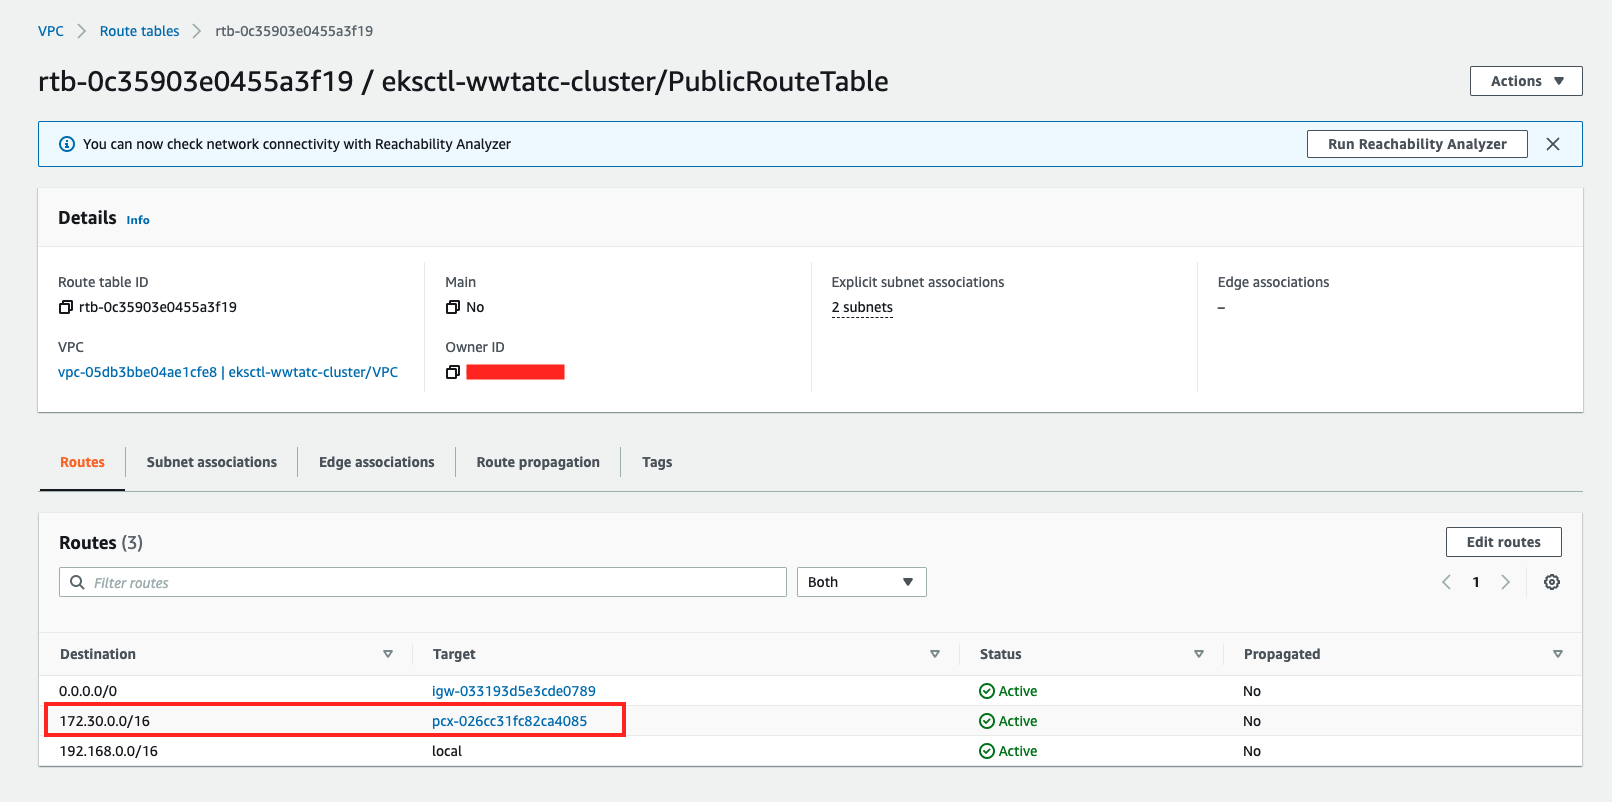 VPC > Route tables > rtb-0c35903e0455a3f19
rtb-0c35903e0455a3f19 / eksctl-wwtatc-cluster/PublicRouteTable
Actions
You can now check network connectivity with Reachability Analyzer
Run Reachability Analyzer
Details Info
Route table ID
rtb-0c35903e0455a3f19
VPC
vpc-05db3bbe04ae1cfe8 | eksctl-wwtatc-cluster/VPC
Main
No
Owner ID
Explicit subnet associations
2 subnets
Edge associations
–
Routes Subnet associations Edge associations Route propagation Tags
Routes (3)
Edit routes
Filter routes
Both
1
Destination Target Status Propagated
0.0.0.0/0 igw-033193d5e3cde0789 Active No
172.30.0.0/16 pcx-026cc31fc82ca4085 Active No
192.168.0.0/16 local Active No